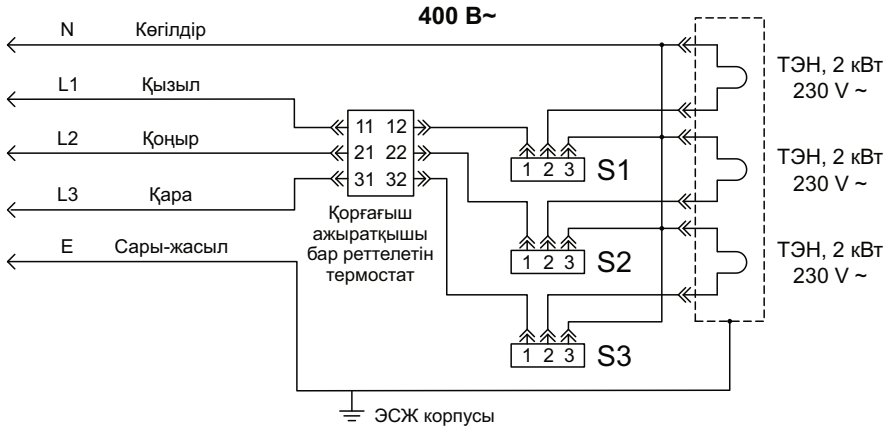 400 В~
N Көгілдір
L1 Қызыл
L2 Қоңыр
L3 Қара
E Сары-жасыл
11 12
21 22
31 32
Қорғағыш
ажыратқышы
бар реттелетін
термостат
1 2 3 S1
1 2 3 S2
1 2 3 S3
ТЭН, 2 кВт
230 V ~
ТЭН, 2 кВт
230 V ~
ТЭН, 2 кВт
230 V ~
ЭСЖ корпусы